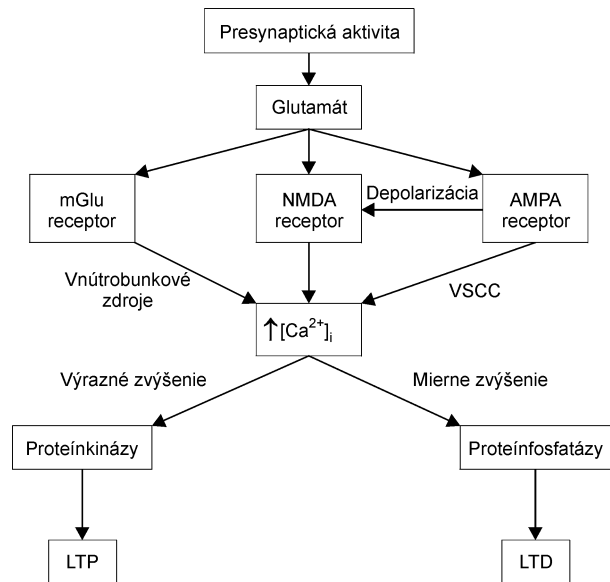 Presynaptická aktivita
Glutamát
mGlu
receptor
NMDA
receptor
Depolarizácia
AMPA
receptor
Vnútrobunkové
zdroje
VSCC
↑[Ca²⁺]ᵢ
Výrazné zvýšenie
Mierne zvýšenie
Proteínkinázy
Proteínfosfatázy
LTP
LTD